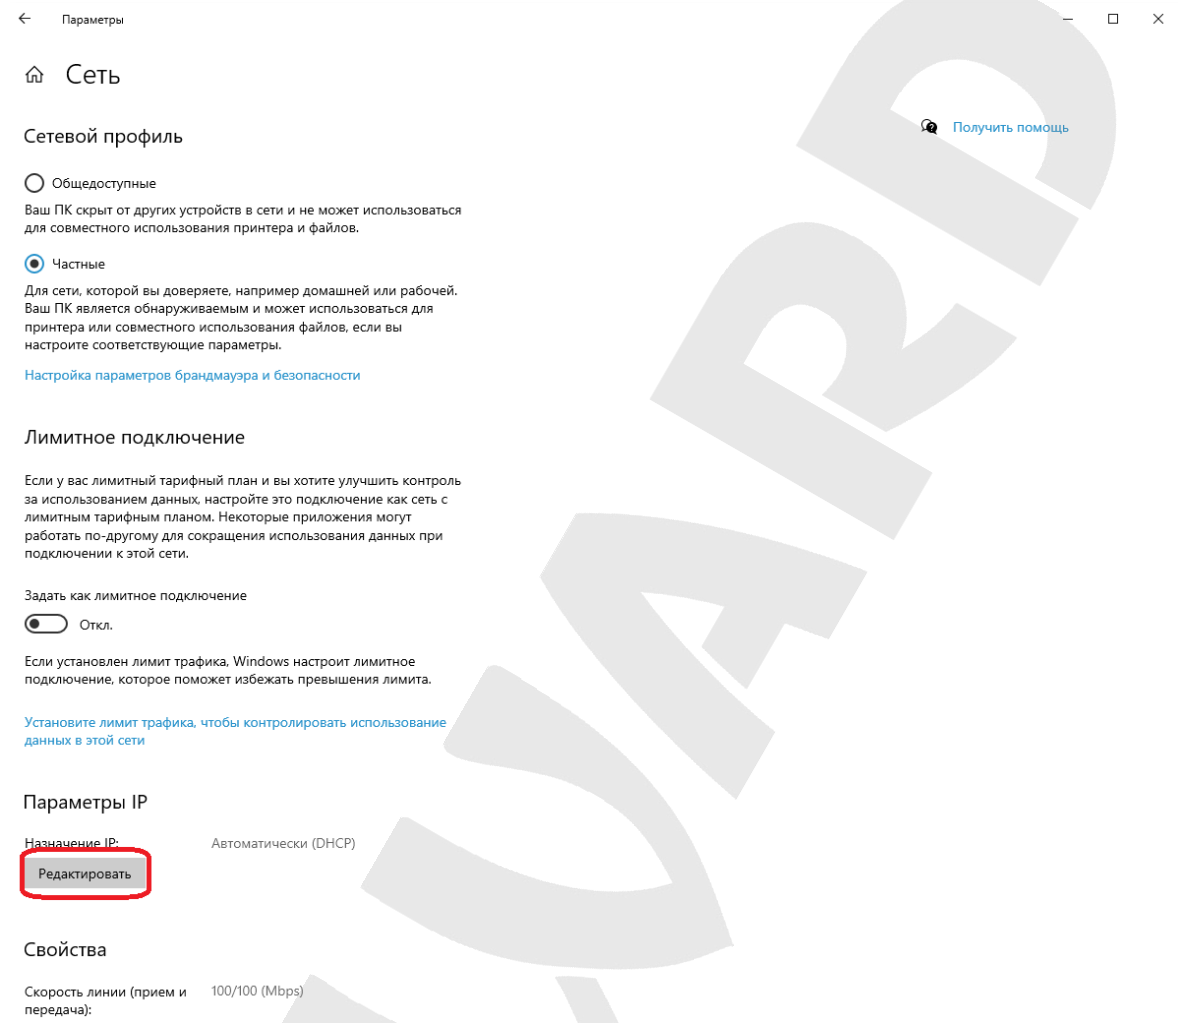 Параметры
Сеть
Сетевой профиль
Получить помощь
Общедоступные
Ваш ПК скрыт от других устройств в сети и не может использоваться
для совместного использования принтера и файлов.
Частные
Для сети, которой вы доверяете, например домашней или рабочей.
Ваш ПК является обнаруживаемым и может использоваться для
принтера или совместного использования файлов, если вы
настроите соответствующие параметры.
Настройка параметров брандмауэра и безопасности
Лимитное подключение
Если у вас лимитный тарифный план и вы хотите улучшить контроль
за использованием данных, настройте это подключение как сеть с
лимитным тарифным планом. Некоторые приложения могут
работать по-другому для сокращения использования данных при
подключении к этой сети.
Задать как лимитное подключение
Откл.
Если установлен лимит трафика, Windows настроит лимитное
подключение, которое поможет избежать превышения лимита.
Установите лимит трафика, чтобы контролировать использование
данных в этой сети
Параметры IP
Назначение IP: Автоматически (DHCP)
Редактировать
Свойства
Скорость линии (прием и 100/100 (Mbps)
передача):